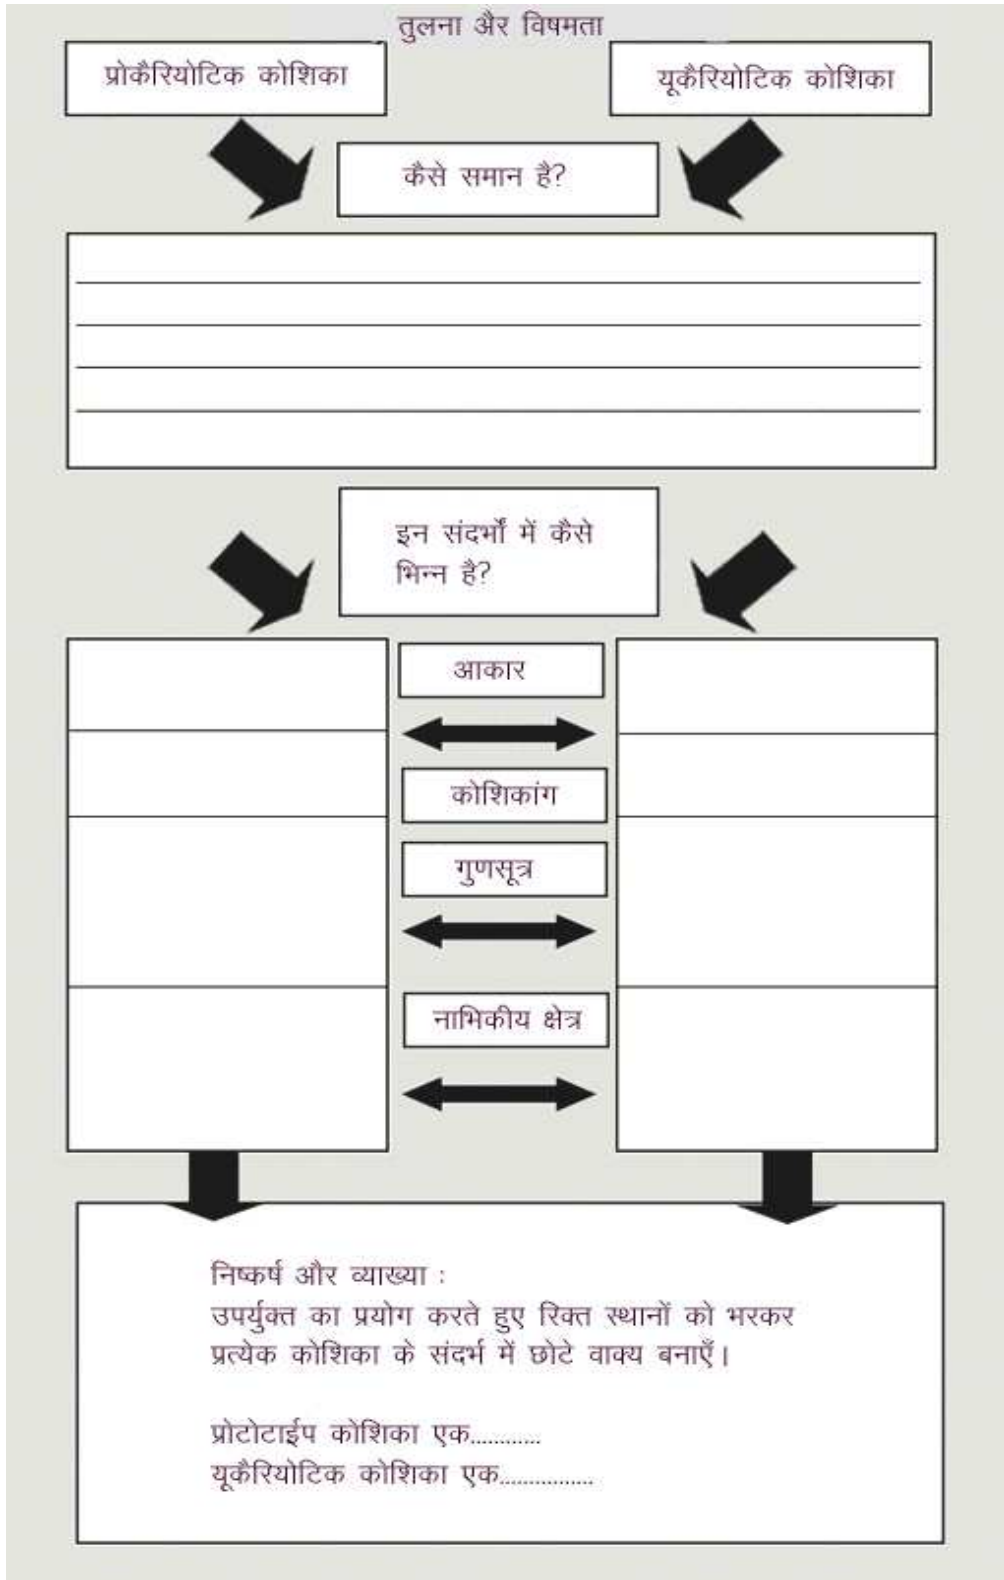 तुलना अैर विषमता
प्रोकैरियोटिक कोशिका
यूकैरियोटिक कोशिका
कैसे समान है?
इन संदर्भों में कैसे
भिन्न है?
आकार
कोशिकांग
गुणसूत्र
नाभिकीय क्षेत्र
निष्कर्ष और व्याख्या :
उपर्युक्त का प्रयोग करते हुए रिक्त स्थानों को भरकर
प्रत्येक कोशिका के संदर्भ में छोटे वाक्य बनाएँ।
प्रोटोटाईप कोशिका एक............
यूकैरियोटिक कोशिका एक................